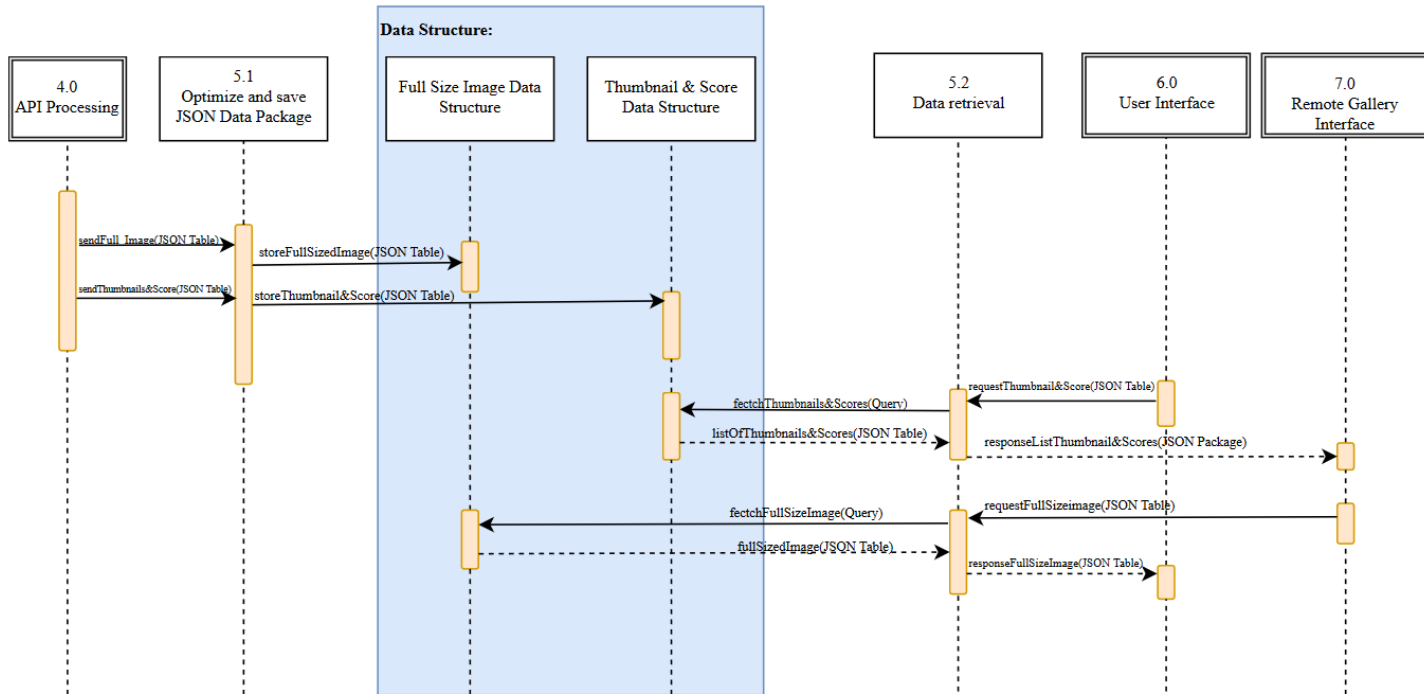 Data Structure:
4.0
API Processing
5.1
Optimize and save
JSON Data Package
Full Size Image Data
Structure
Thumbnail & Score
Data Structure
5.2
Data retrieval
6.0
User Interface
7.0
Remote Gallery
Interface
sendFull_Image(JSON Table)
storeFullSizedImage(JSON Table)
sendThumbnails&Score(JSON Table)
storeThumbnail&Score(JSON Table)
requestThumbnail&Score(JSON Table)
fectchThumbnails&Scores(Query)
listOfThumbnails&Scores(JSON Table)
responseListThumbnail&Scores(JSON Package)
requestFullSizeimage(JSON Table)
fectchFullSizeImage(Query)
fullSizedImage(JSON Table)
responseFullSizeImage(JSON Table)